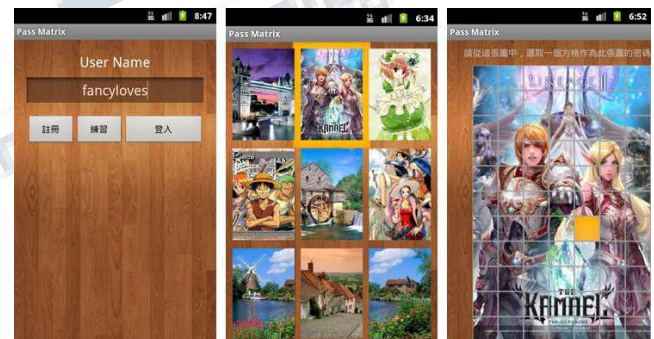 8:47
Pass Matrix
User Name
fancyloves
註冊
練習
登入
6:34
Pass Matrix
KAMAEL
6:52
Pass Matrix
請從這張圖中，選取一個方格作為此張圖的密碼
LINEAGE II
THE
KAMAEL